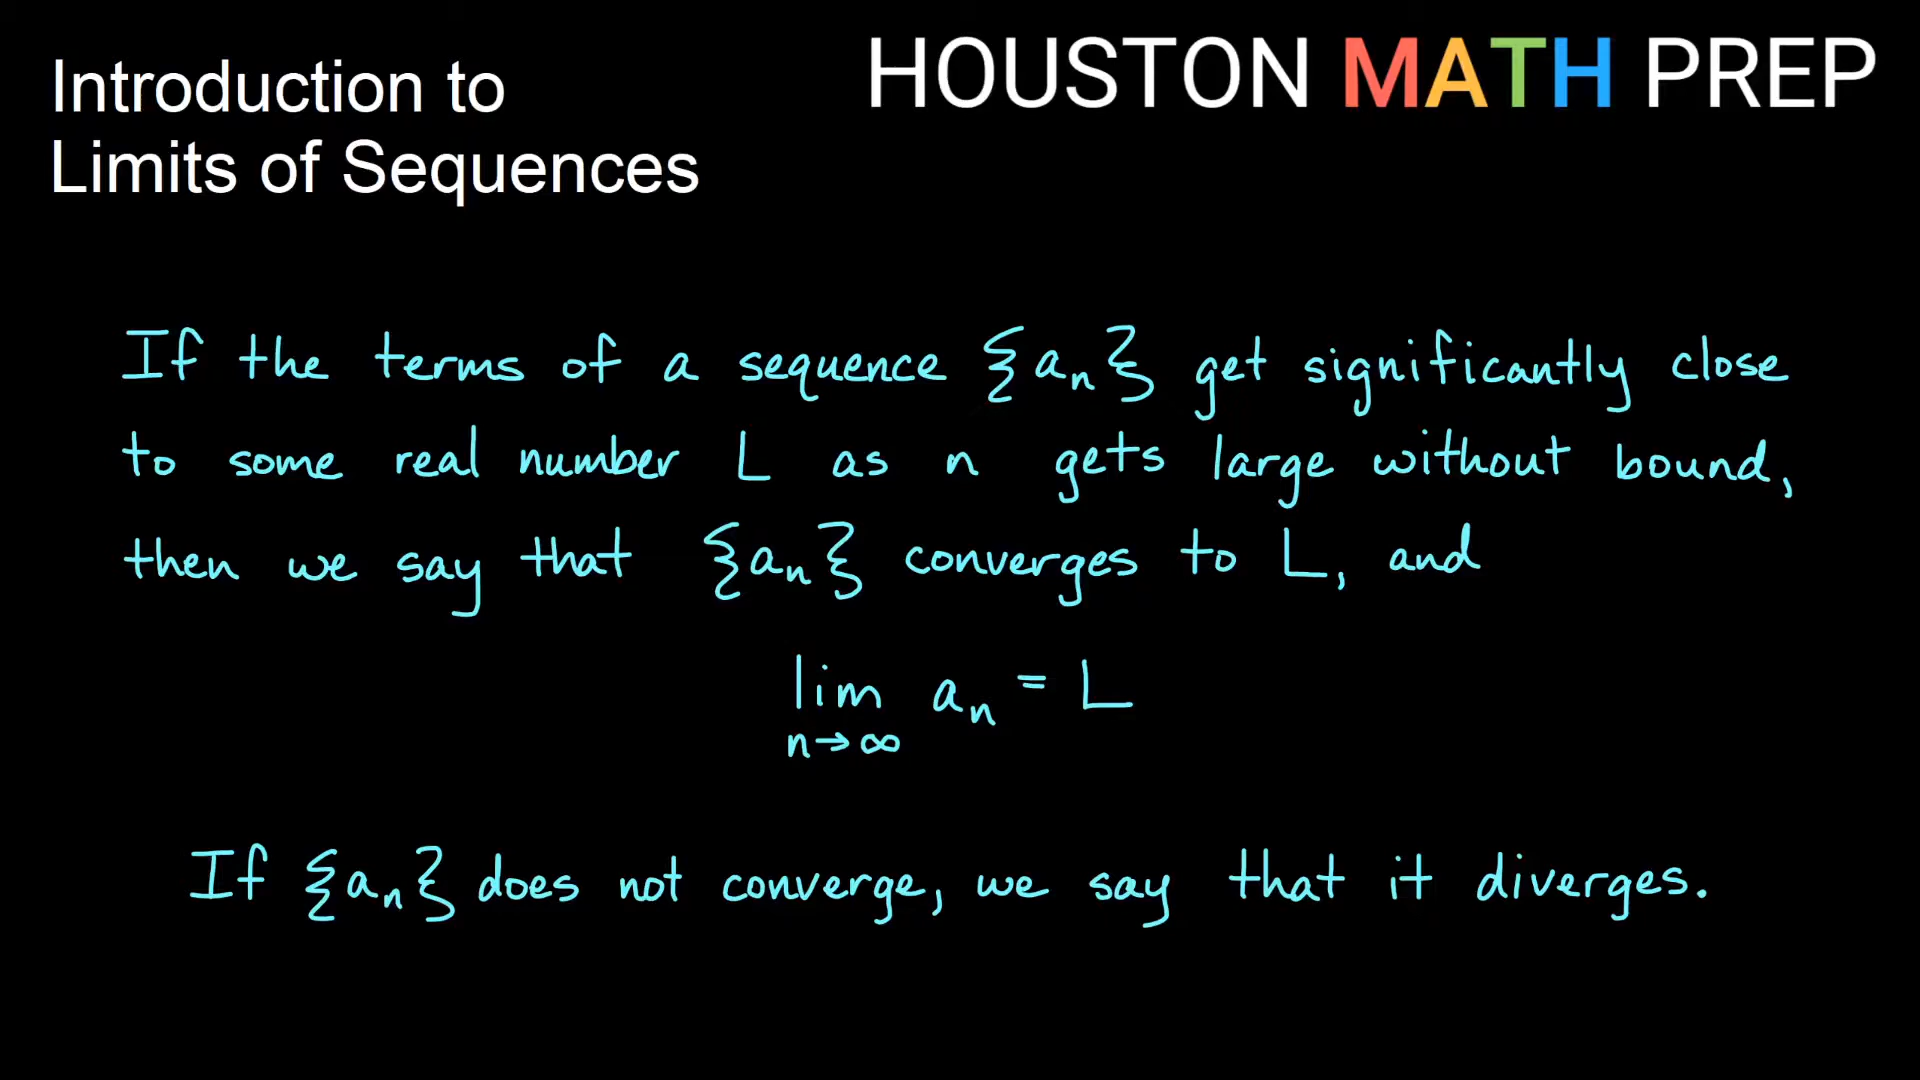 Introduction to
Limits of Sequences
HOUSTON MATH PREP
If the terms of a sequence {aₙ} get significantly close
to some real number L as n gets large without bound,
then we say that {aₙ} converges to L, and
lim aₙ = L
n→∞
If {aₙ} does not converge, we say that it diverges.